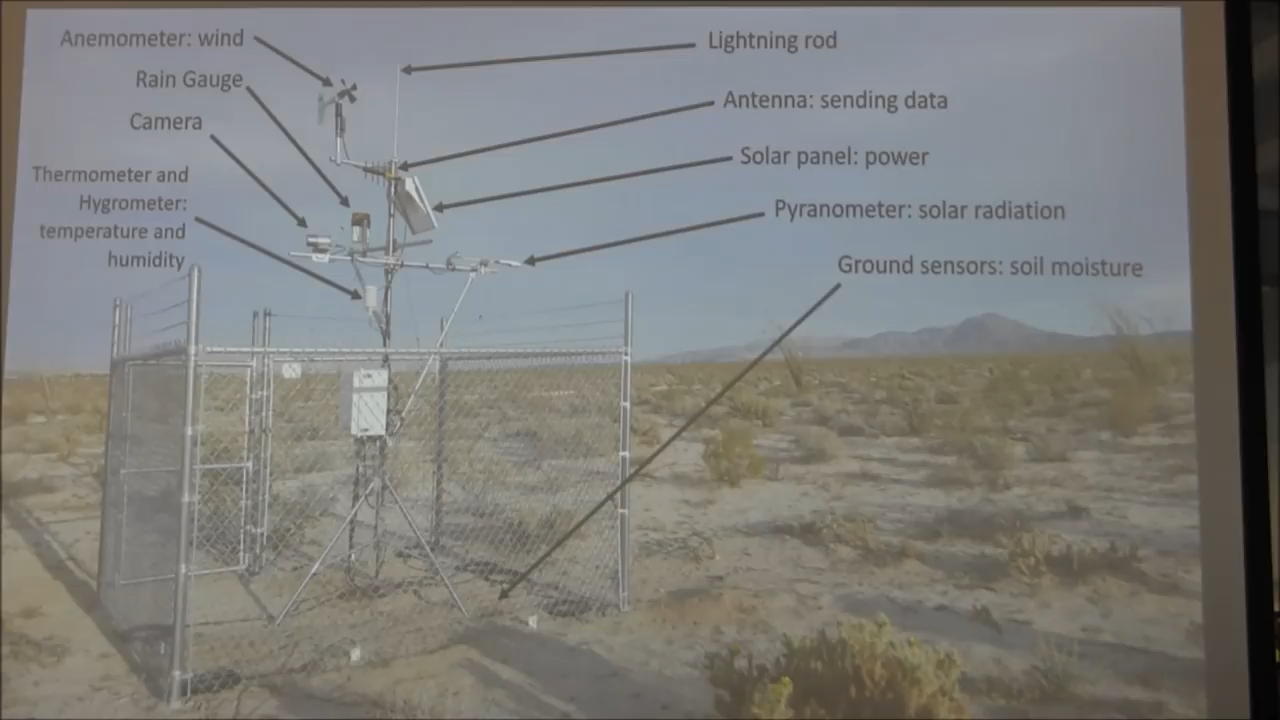 Anemometer: wind
Rain Gauge
Camera
Thermometer and
Hygrometer:
temperature and
humidity
Lightning rod
Antenna: sending data
Solar panel: power
Pyranometer: solar radiation
Ground sensors: soil moisture